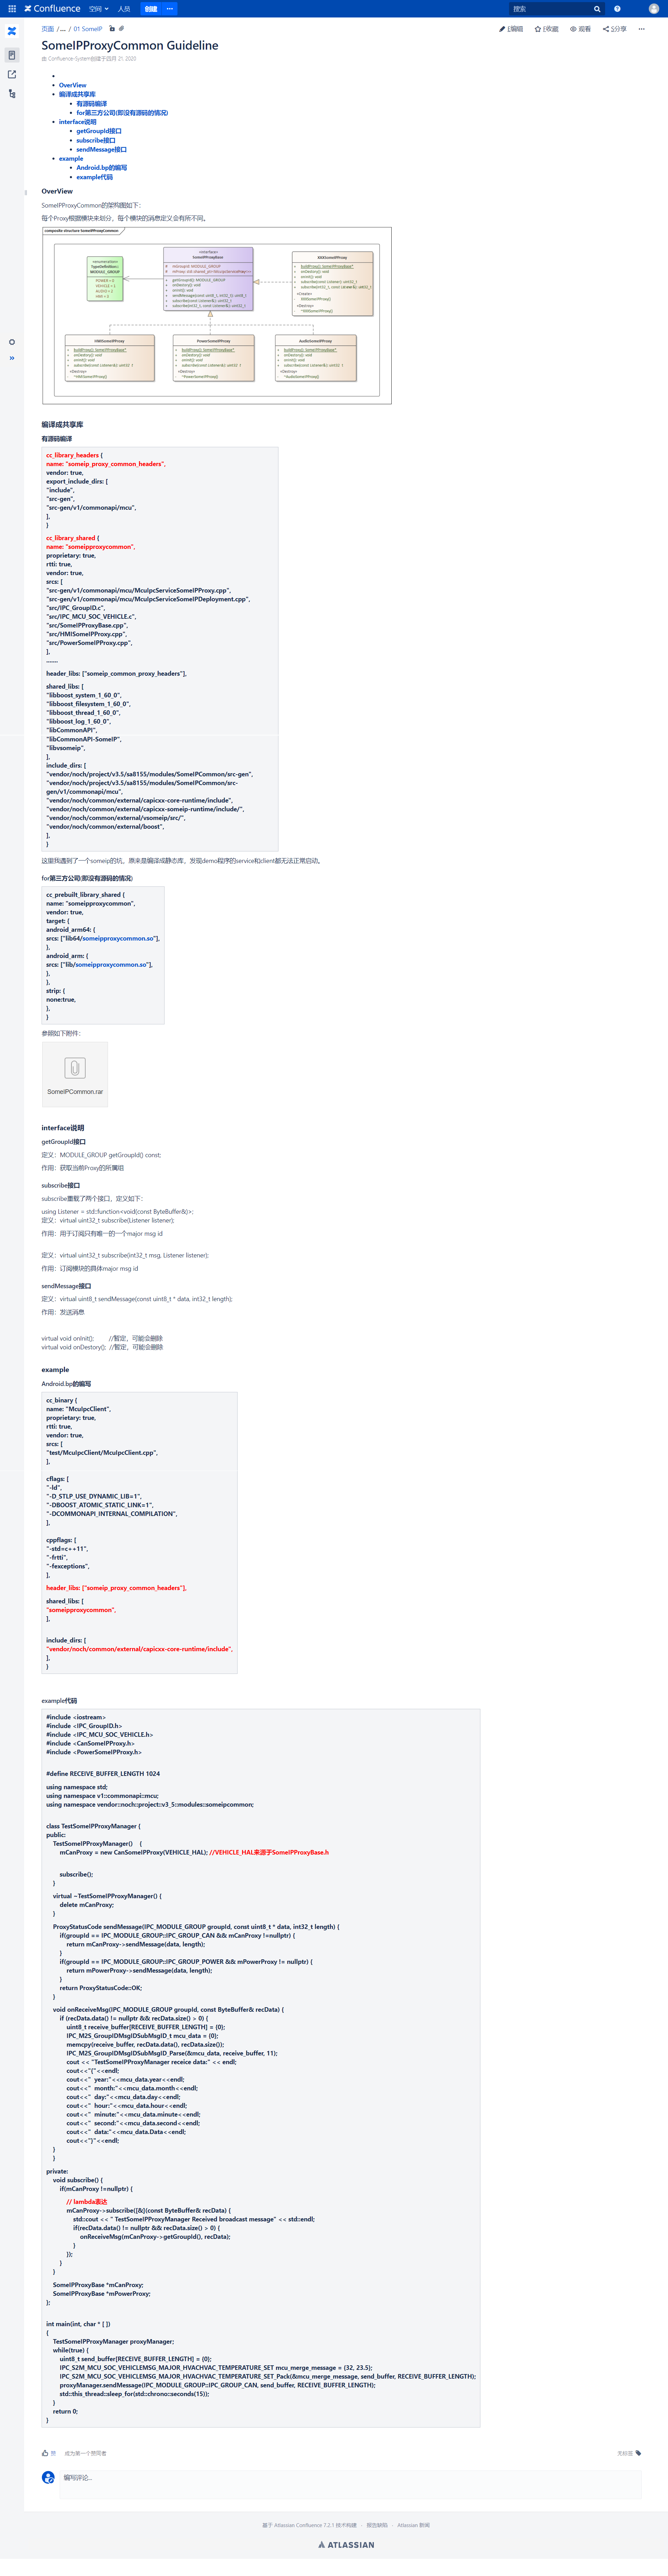 Confluence 空间 人员 创建 ··· 搜索
页面 /… / 01 SomeIP
E编辑 F收藏 观看 S分享 ···
SomeIPProxyCommon Guideline
由 Confluence-System创建于四月 21, 2020
OverView
编译成共享库
有源码编译
for第三方公司(即没有源码的情况)
interface说明
getGroupId接口
subscribe接口
sendMessage接口
example
Android.bp的编写
example代码
OverView
SomeIPProxyCommon的架构图如下:
每个Proxy根据模块来划分，每个模块的消息定义会有所不同。
composite structure SomeIPProxyCommon
编译成共享库
有源码编译
cc_library_headers {
name: "someip_proxy_common_headers",
vendor: true,
export_include_dirs: [
"include",
"src-gen",
"src-gen/v1/commonapi/mcu",
],
}
cc_library_shared {
name: "someipproxycommon",
proprietary: true,
rtti: true,
vendor: true,
srcs: [
"src-gen/v1/commonapi/mcu/McuIpcServiceSomeIPProxy.cpp",
"src-gen/v1/commonapi/mcu/McuIpcServiceSomeIPDeployment.cpp",
"src/IPC_GroupID.c",
"src/IPC_MCU_SOC_VEHICLE.c",
"src/SomeIPProxyBase.cpp",
"src/HMISomeIPProxy.cpp",
"src/PowerSomeIPProxy.cpp",
],
.......
header_libs: ["someip_common_proxy_headers"],
shared_libs: [
"libboost_system_1_60_0",
"libboost_filesystem_1_60_0",
"libboost_thread_1_60_0",
"libboost_log_1_60_0",
"libCommonAPI",
"libCommonAPI-SomeIP",
"libvsomeip",
],
include_dirs: [
"vendor/noch/project/v3.5/sa8155/modules/SomeIPCommon/src-gen",
"vendor/noch/project/v3.5/sa8155/modules/SomeIPCommon/src-
gen/v1/commonapi/mcu",
"vendor/noch/common/external/capicxx-core-runtime/include",
"vendor/noch/common/external/capicxx-someip-runtime/include/",
"vendor/noch/common/external/vsomeip/src/",
"vendor/noch/common/external/boost",
],
}
这里我遇到了一个someip的坑，原来是编译成静态库，发现demo程序的service和client都无法正常启动。
for第三方公司(即没有源码的情况)
cc_prebuilt_library_shared {
name: "someipproxycommon",
vendor: true,
target: {
android_arm64: {
srcs: ["lib64/someipproxycommon.so"],
},
android_arm: {
srcs: ["lib/someipproxycommon.so"],
},
},
strip: {
none:true,
},
}
参照如下附件:
SomeIPCommon.rar
interface说明
getGroupId接口
定义：MODULE_GROUP getGroupId() const;
作用：获取当前Proxy的所属组
subscribe接口
subscribe重载了两个接口，定义如下：
using Listener = std::function<void(const ByteBuffer&)>;
定义：virtual uint32_t subscribe(Listener listener);
作用：用于订阅只有唯一的一个major msg id
定义：virtual uint32_t subscribe(int32_t msg, Listener listener);
作用：订阅模块的具体major msg id
sendMessage接口
定义：virtual uint8_t sendMessage(const uint8_t * data, int32_t length);
作用：发送消息
virtual void onInit(); //暂定，可能会删除
virtual void onDestory(); //暂定，可能会删除
example
Android.bp的编写
cc_binary {
name: "McuIpcClient",
proprietary: true,
rtti: true,
vendor: true,
srcs: [
"test/McuIpcClient/McuIpcClient.cpp",
],
cflags: [
"-ld",
"-D_STLP_USE_DYNAMIC_LIB=1",
"-DBOOST_ATOMIC_STATIC_LINK=1",
"-DCOMMONAPI_INTERNAL_COMPILATION",
],
cppflags: [
"-std=c++11",
"-frtti",
"-fexceptions",
],
header_libs: ["someip_proxy_common_headers"],
shared_libs: [
"someipproxycommon",
],
include_dirs: [
"vendor/noch/common/external/capicxx-core-runtime/include",
],
}
example代码
#include <iostream>
#include <IPC_GroupID.h>
#include <IPC_MCU_SOC_VEHICLE.h>
#include <CanSomeIPProxy.h>
#include <PowerSomeIPProxy.h>
#define RECEIVE_BUFFER_LENGTH 1024
using namespace std;
using namespace v1::commonapi::mcu;
using namespace vendor::noch::project::v3_5::modules::someipcommon;
class TestSomeIPProxyManager {
public:
TestSomeIPProxyManager() {
mCanProxy = new CanSomeIPProxy(VEHICLE_HAL); //VEHICLE_HAL来源于SomeIPProxyBase.h
subscribe();
}
virtual ~TestSomeIPProxyManager() {
delete mCanProxy;
}
ProxyStatusCode sendMessage(IPC_MODULE_GROUP groupId, const uint8_t * data, int32_t length) {
if(groupId == IPC_MODULE_GROUP::IPC_GROUP_CAN && mCanProxy !=nullptr) {
return mCanProxy->sendMessage(data, length);
}
if(groupId == IPC_MODULE_GROUP::IPC_GROUP_POWER && mPowerProxy != nullptr) {
return mPowerProxy->sendMessage(data, length);
}
return ProxyStatusCode::OK;
}
void onReceiveMsg(IPC_MODULE_GROUP groupId, const ByteBuffer& recData) {
if (recData.data() != nullptr && recData.size() > 0) {
uint8_t receive_buffer[RECEIVE_BUFFER_LENGTH] = {0};
IPC_M2S_GroupIDMsgIDSubMsgID_t mcu_data = {0};
memcpy(receive_buffer, recData.data(), recData.size());
IPC_M2S_GroupIDMsgIDSubMsgID_Parse(&mcu_data, receive_buffer, 11);
cout << "TestSomeIPProxyManager receice data:" << endl;
cout<<"{"<<endl;
cout<<" year:"<<mcu_data.year<<endl;
cout<<" month:"<<mcu_data.month<<endl;
cout<<" day:"<<mcu_data.day<<endl;
cout<<" hour:"<<mcu_data.hour<<endl;
cout<<" minute:"<<mcu_data.minute<<endl;
cout<<" second:"<<mcu_data.second<<endl;
cout<<" data:"<<mcu_data.Data<<endl;
cout<<"}"<<endl;
}
}
private:
void subscribe() {
if(mCanProxy !=nullptr) {
// lambda表达
mCanProxy->subscribe([&](const ByteBuffer& recData) {
std::cout << " TestSomeIPProxyManager Received broadcast message" << std::endl;
if(recData.data() != nullptr && recData.size() > 0) {
onReceiveMsg(mCanProxy->getGroupId(), recData);
}
});
}
}
SomeIPProxyBase *mCanProxy;
SomeIPProxyBase *mPowerProxy;
};
int main(int, char * [ ])
{
TestSomeIPProxyManager proxyManager;
while(true) {
uint8_t send_buffer[RECEIVE_BUFFER_LENGTH] = {0};
IPC_S2M_MCU_SOC_VEHICLEMSG_MAJOR_HVACHVAC_TEMPERATURE_SET mcu_merge_message = {32, 23.5};
IPC_S2M_MCU_SOC_VEHICLEMSG_MAJOR_HVACHVAC_TEMPERATURE_SET_Pack(&mcu_merge_message, send_buffer, RECEIVE_BUFFER_LENGTH);
proxyManager.sendMessage(IPC_MODULE_GROUP::IPC_GROUP_CAN, send_buffer, RECEIVE_BUFFER_LENGTH);
std::this_thread::sleep_for(std::chrono::seconds(15));
}
return 0;
}
赞 成为第一个赞同者 无标签
编写评论...
基于 Atlassian Confluence 7.2.1 技术构建 · 报告缺陷 · Atlassian 新闻
ATLASSIAN